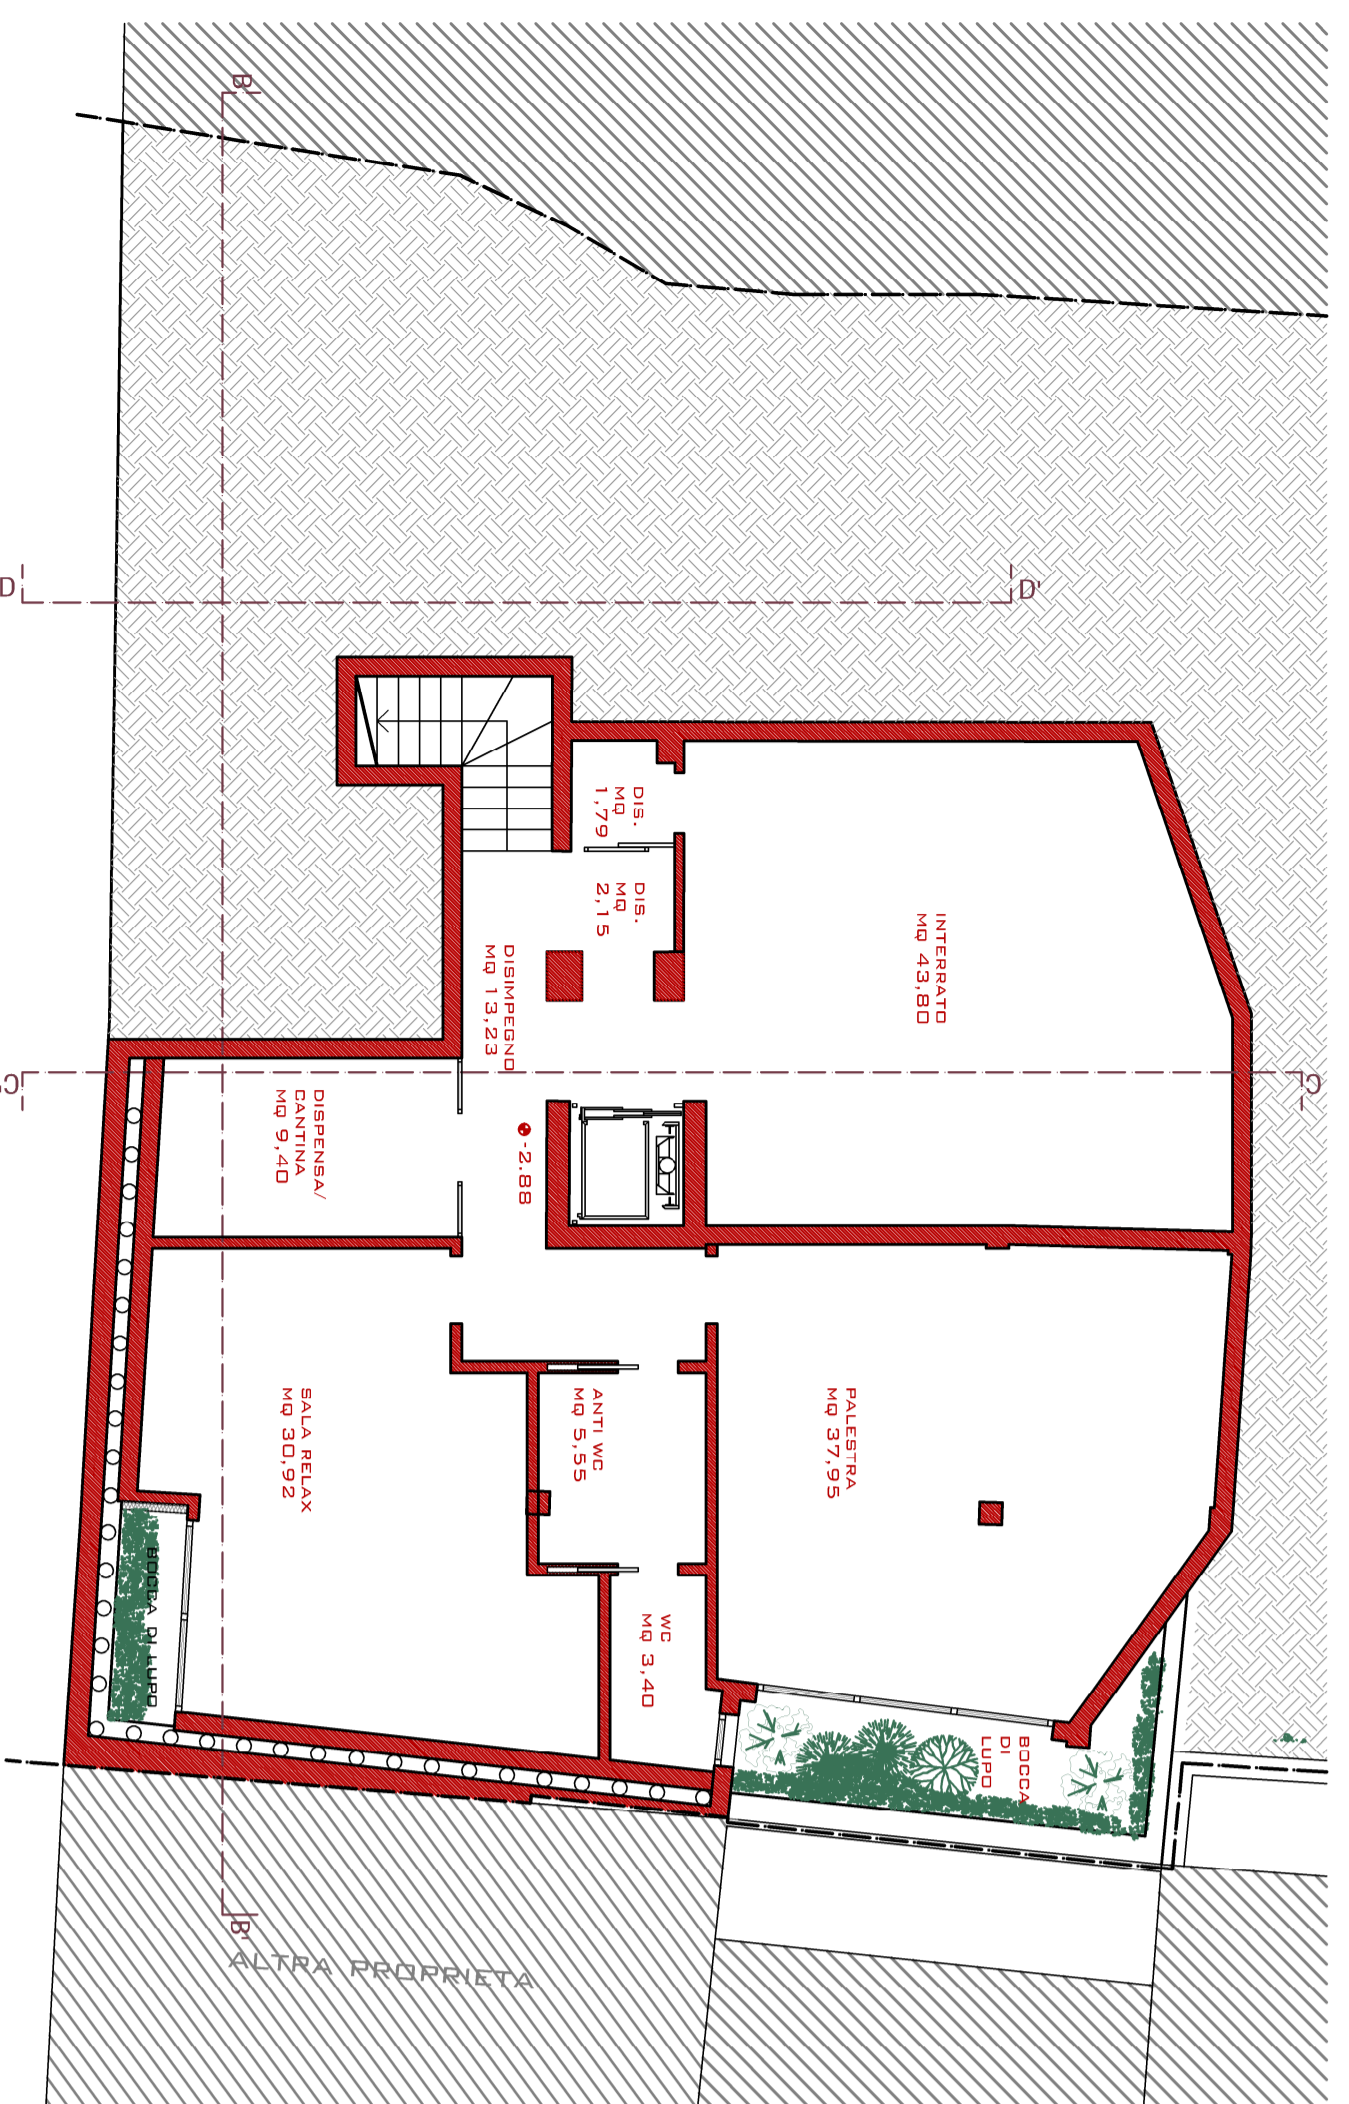 B'
D
D'
DIS.
MQ
1,79
DIS.
MQ
2,15
INTERRATO
MQ 43,80
DISIMPEGNO
MQ 13,23
C'
C
DISPENSA/
CANTINA
MQ 9,40
-2.88
SALA RELAX
MQ 30,92
ANTI WC
MQ 5,55
PALESTRA
MQ 37,95
BOCCA DI LUPO
WC
MQ 3,40
BOCCA
DI
LUPO
B'
ALTRA PROPRIETA